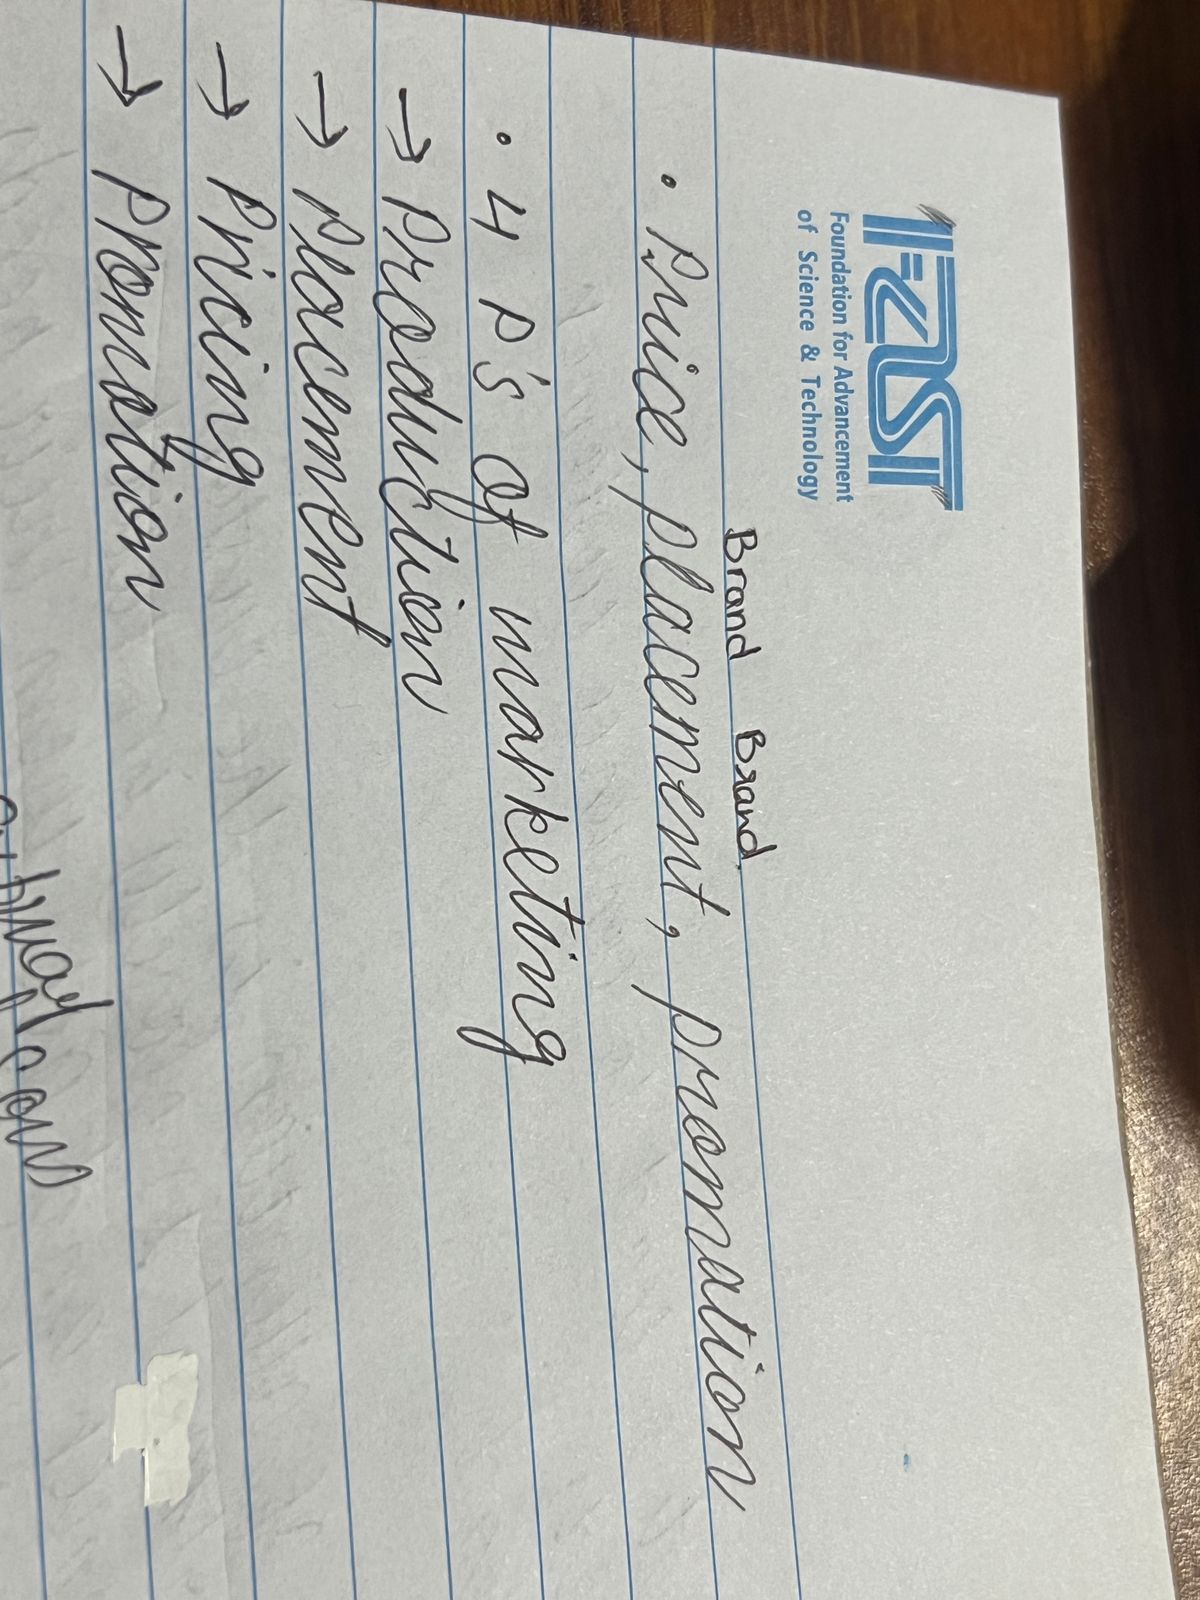 FAST
Foundation for Advancement
of Science & Technology
Brand Brand.
• Price, placement, promation
• 4 P's of marketing
→ Production
→ Placement
→ Pricing
→ Promotion